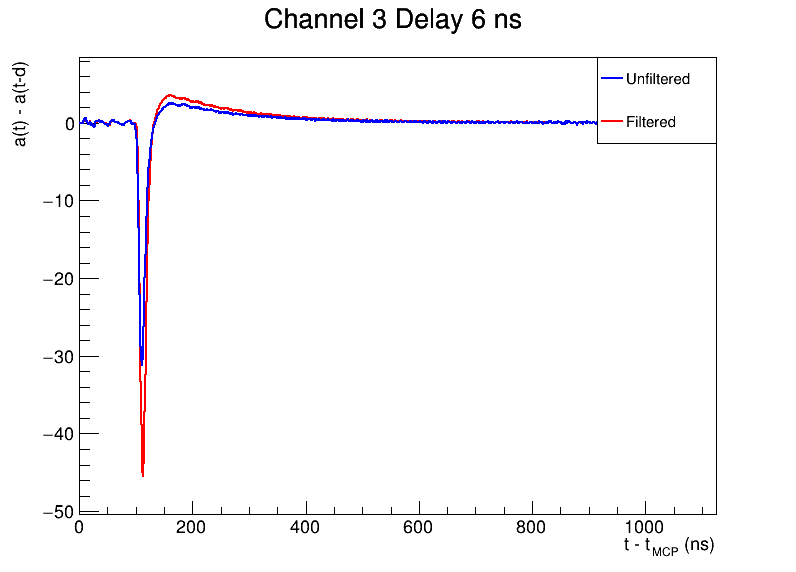 Channel 3 Delay 6 ns
a(t) - a(t-d)
Unfiltered
Filtered
0
−10
−20
−30
−40
−50
0 200 400 600 800 1000
t - tMCP (ns)